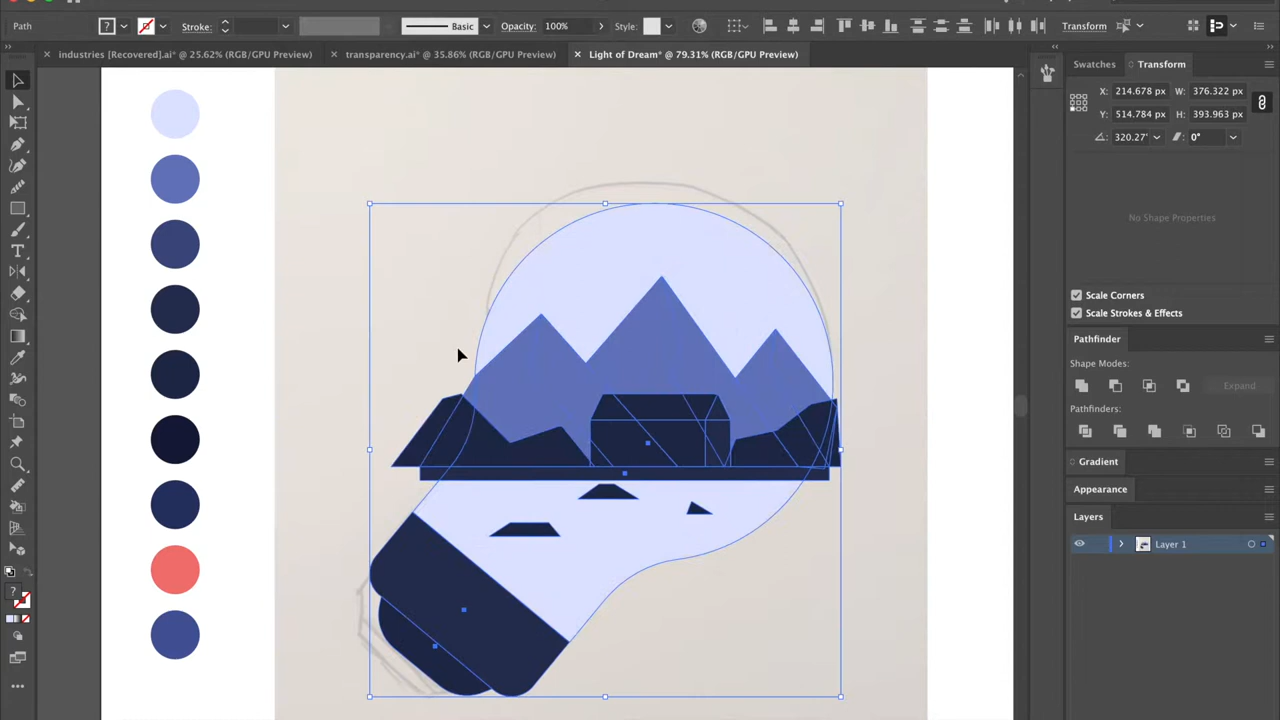 Path
?
Stroke:
Basic
Opacity: 100%
Style:
Transform
industries [Recovered].ai* @ 25.62% (RGB/GPU Preview)
transparency.ai* @ 35.86% (RGB/GPU Preview)
Light of Dream* @ 79.31% (RGB/GPU Preview)
Swatches
Transform
X: 214.678 px W: 376.322 px
Y: 514.784 px H: 393.963 px
320.27° 0°
No Shape Properties
Scale Corners
Scale Strokes & Effects
Pathfinder
Shape Modes:
Expand
Pathfinders:
Gradient
Appearance
Layers
Layer 1
T
?